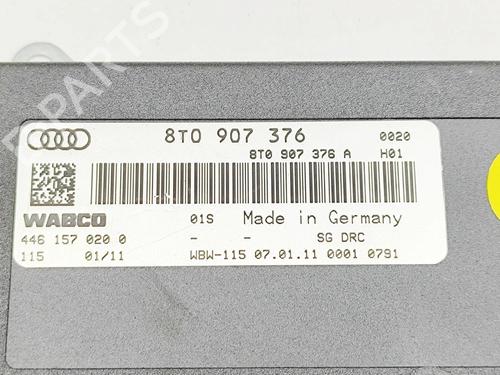 8T0 907 376 0020
8T0 907 376 A H01
WABCO 01S Made in Germany
446 157 020 0 - - SG DRC
115 01/11 WBW-115 07.01.11 0001 0791
B-PARTS